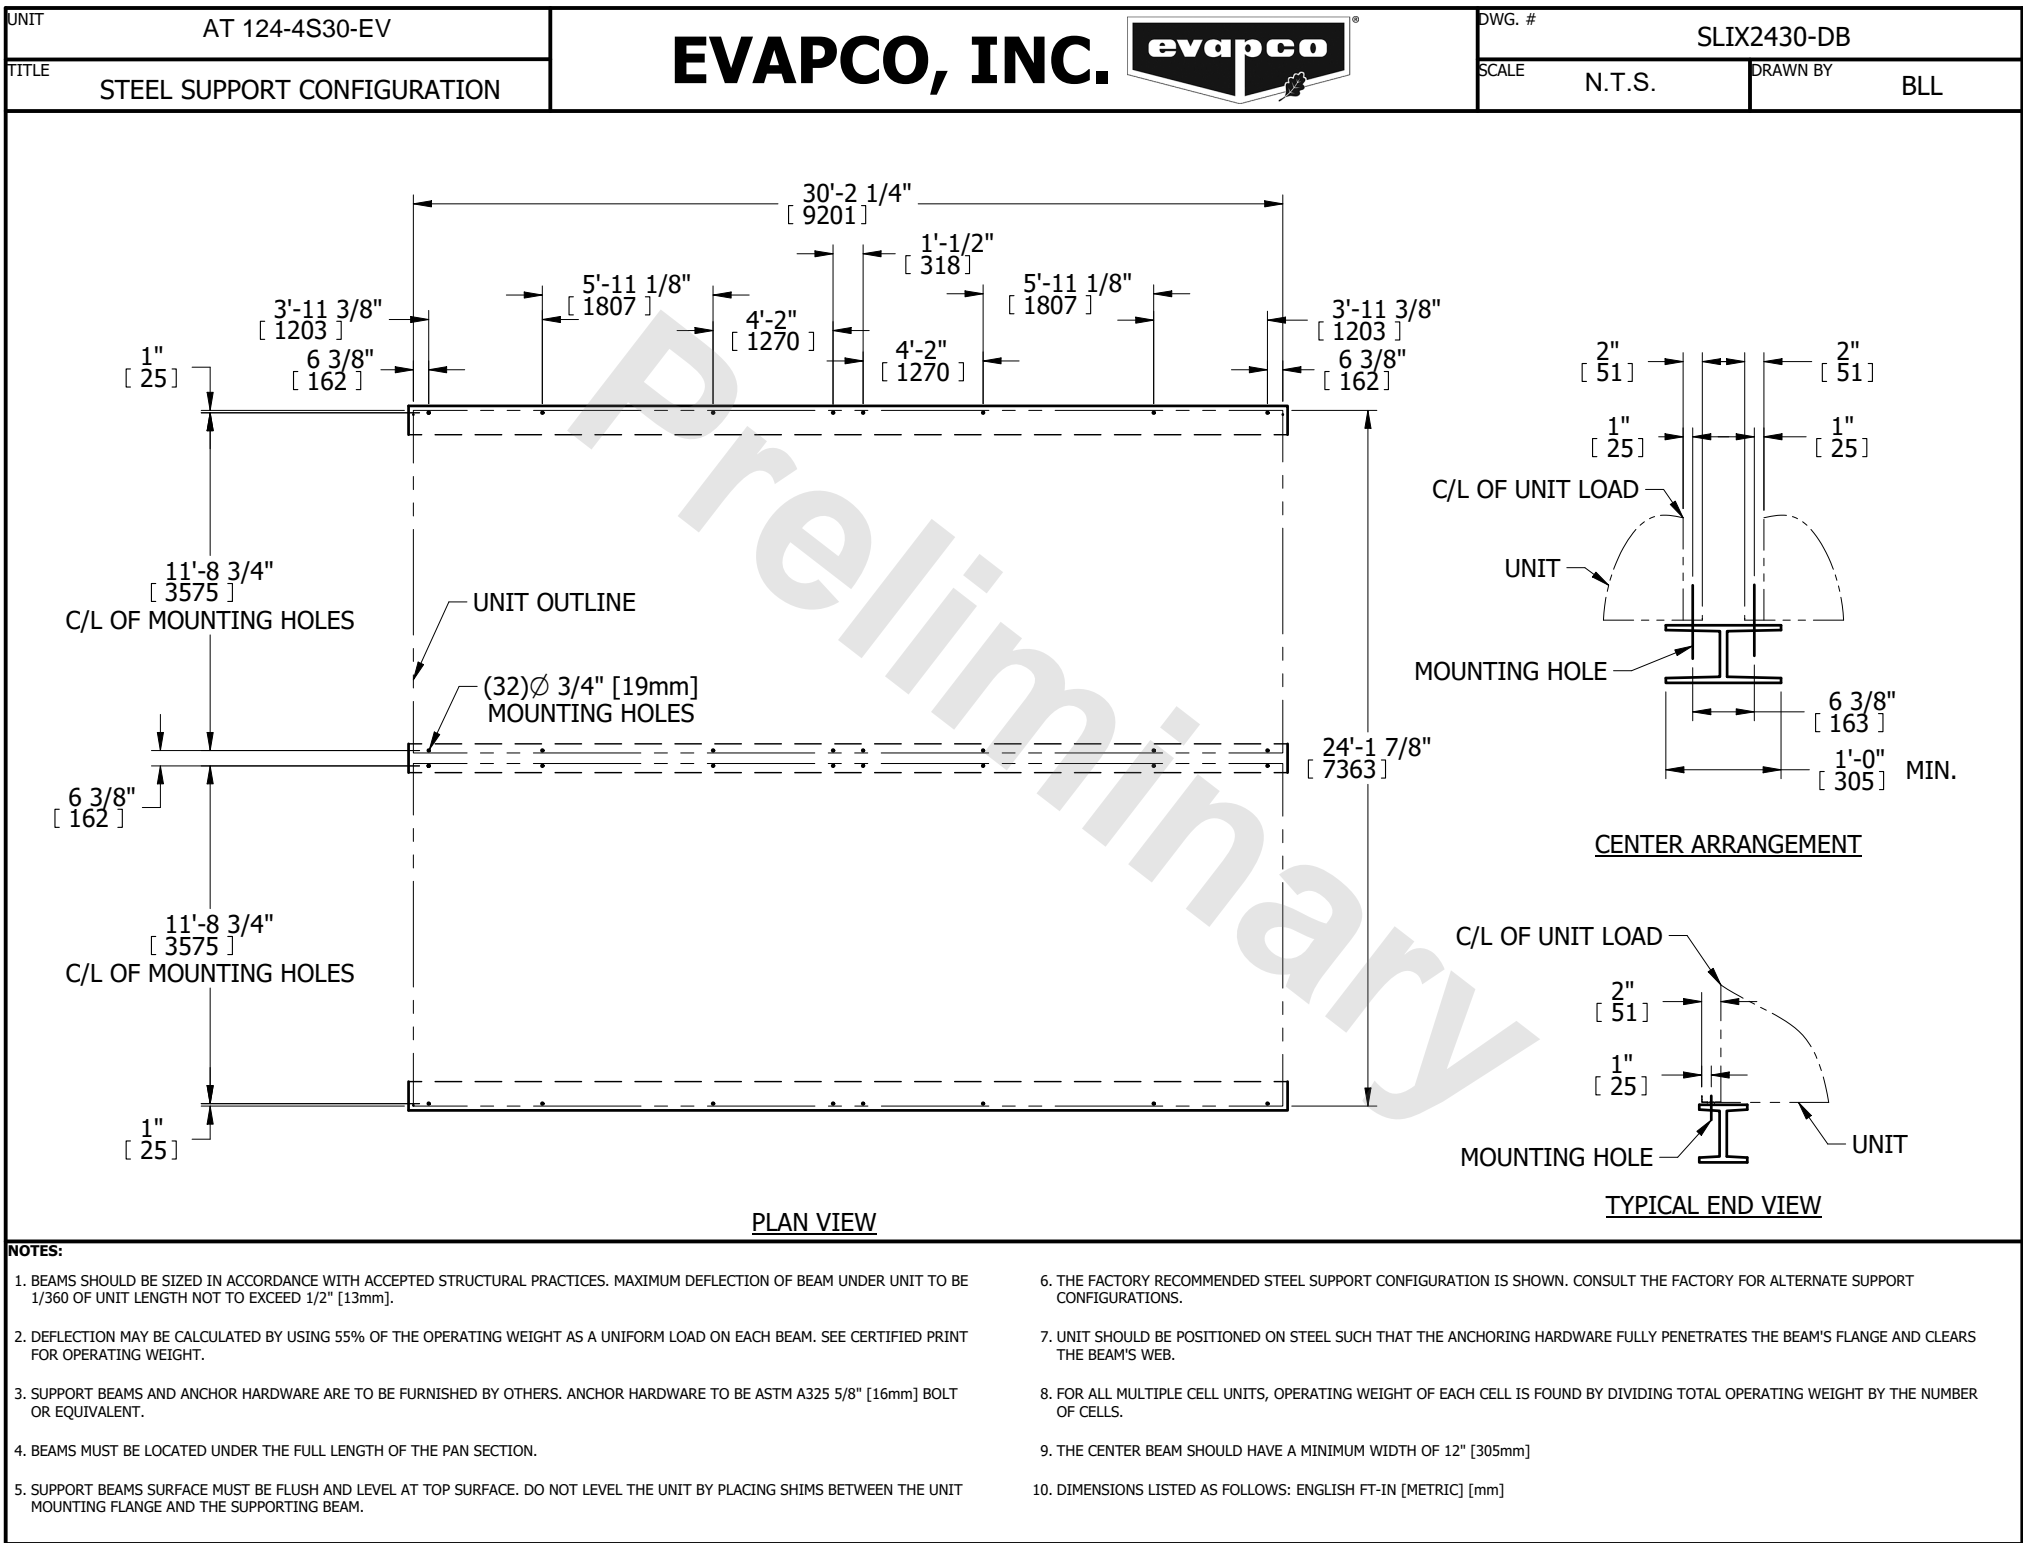 UNIT
AT 124-4S30-EV
TITLE
STEEL SUPPORT CONFIGURATION
EVAPCO, INC.
evapco®
DWG. #
SLIX2430-DB
SCALE
N.T.S.
DRAWN BY
BLL
30'-2 1/4"
[ 9201]
1'-1/2"
[ 318]
5'-11 1/8"
[ 1807 ]
5'-11 1/8"
[ 1807 ]
3'-11 3/8"
[ 1203 ]
4'-2"
[ 1270 ]
3'-11 3/8"
[ 1203 ]
1"
[ 25]
6 3/8"
[ 162 ]
4'-2"
[ 1270 ]
6 3/8"
[ 162]
11'-8 3/4"
[ 3575 ]
C/L OF MOUNTING HOLES
UNIT OUTLINE
(32)∅ 3/4" [19mm]
MOUNTING HOLES
6 3/8"
[ 162 ]
24'-1 7/8"
[ 7363]
11'-8 3/4"
[ 3575 ]
C/L OF MOUNTING HOLES
1"
[ 25]
PLAN VIEW
Preliminary
2"
[ 51]
2"
[ 51]
1"
[ 25]
1"
[ 25]
C/L OF UNIT LOAD
UNIT
MOUNTING HOLE
6 3/8"
[ 163 ]
1'-0"
[ 305] MIN.
CENTER ARRANGEMENT
C/L OF UNIT LOAD
2"
[ 51]
1"
[ 25]
MOUNTING HOLE
UNIT
TYPICAL END VIEW
NOTES:
1. BEAMS SHOULD BE SIZED IN ACCORDANCE WITH ACCEPTED STRUCTURAL PRACTICES. MAXIMUM DEFLECTION OF BEAM UNDER UNIT TO BE
1/360 OF UNIT LENGTH NOT TO EXCEED 1/2" [13mm].
2. DEFLECTION MAY BE CALCULATED BY USING 55% OF THE OPERATING WEIGHT AS A UNIFORM LOAD ON EACH BEAM. SEE CERTIFIED PRINT
FOR OPERATING WEIGHT.
3. SUPPORT BEAMS AND ANCHOR HARDWARE ARE TO BE FURNISHED BY OTHERS. ANCHOR HARDWARE TO BE ASTM A325 5/8" [16mm] BOLT
OR EQUIVALENT.
4. BEAMS MUST BE LOCATED UNDER THE FULL LENGTH OF THE PAN SECTION.
5. SUPPORT BEAMS SURFACE MUST BE FLUSH AND LEVEL AT TOP SURFACE. DO NOT LEVEL THE UNIT BY PLACING SHIMS BETWEEN THE UNIT
MOUNTING FLANGE AND THE SUPPORTING BEAM.
6. THE FACTORY RECOMMENDED STEEL SUPPORT CONFIGURATION IS SHOWN. CONSULT THE FACTORY FOR ALTERNATE SUPPORT
CONFIGURATIONS.
7. UNIT SHOULD BE POSITIONED ON STEEL SUCH THAT THE ANCHORING HARDWARE FULLY PENETRATES THE BEAM'S FLANGE AND CLEARS
THE BEAM'S WEB.
8. FOR ALL MULTIPLE CELL UNITS, OPERATING WEIGHT OF EACH CELL IS FOUND BY DIVIDING TOTAL OPERATING WEIGHT BY THE NUMBER
OF CELLS.
9. THE CENTER BEAM SHOULD HAVE A MINIMUM WIDTH OF 12" [305mm]
10. DIMENSIONS LISTED AS FOLLOWS: ENGLISH FT-IN [METRIC] [mm]